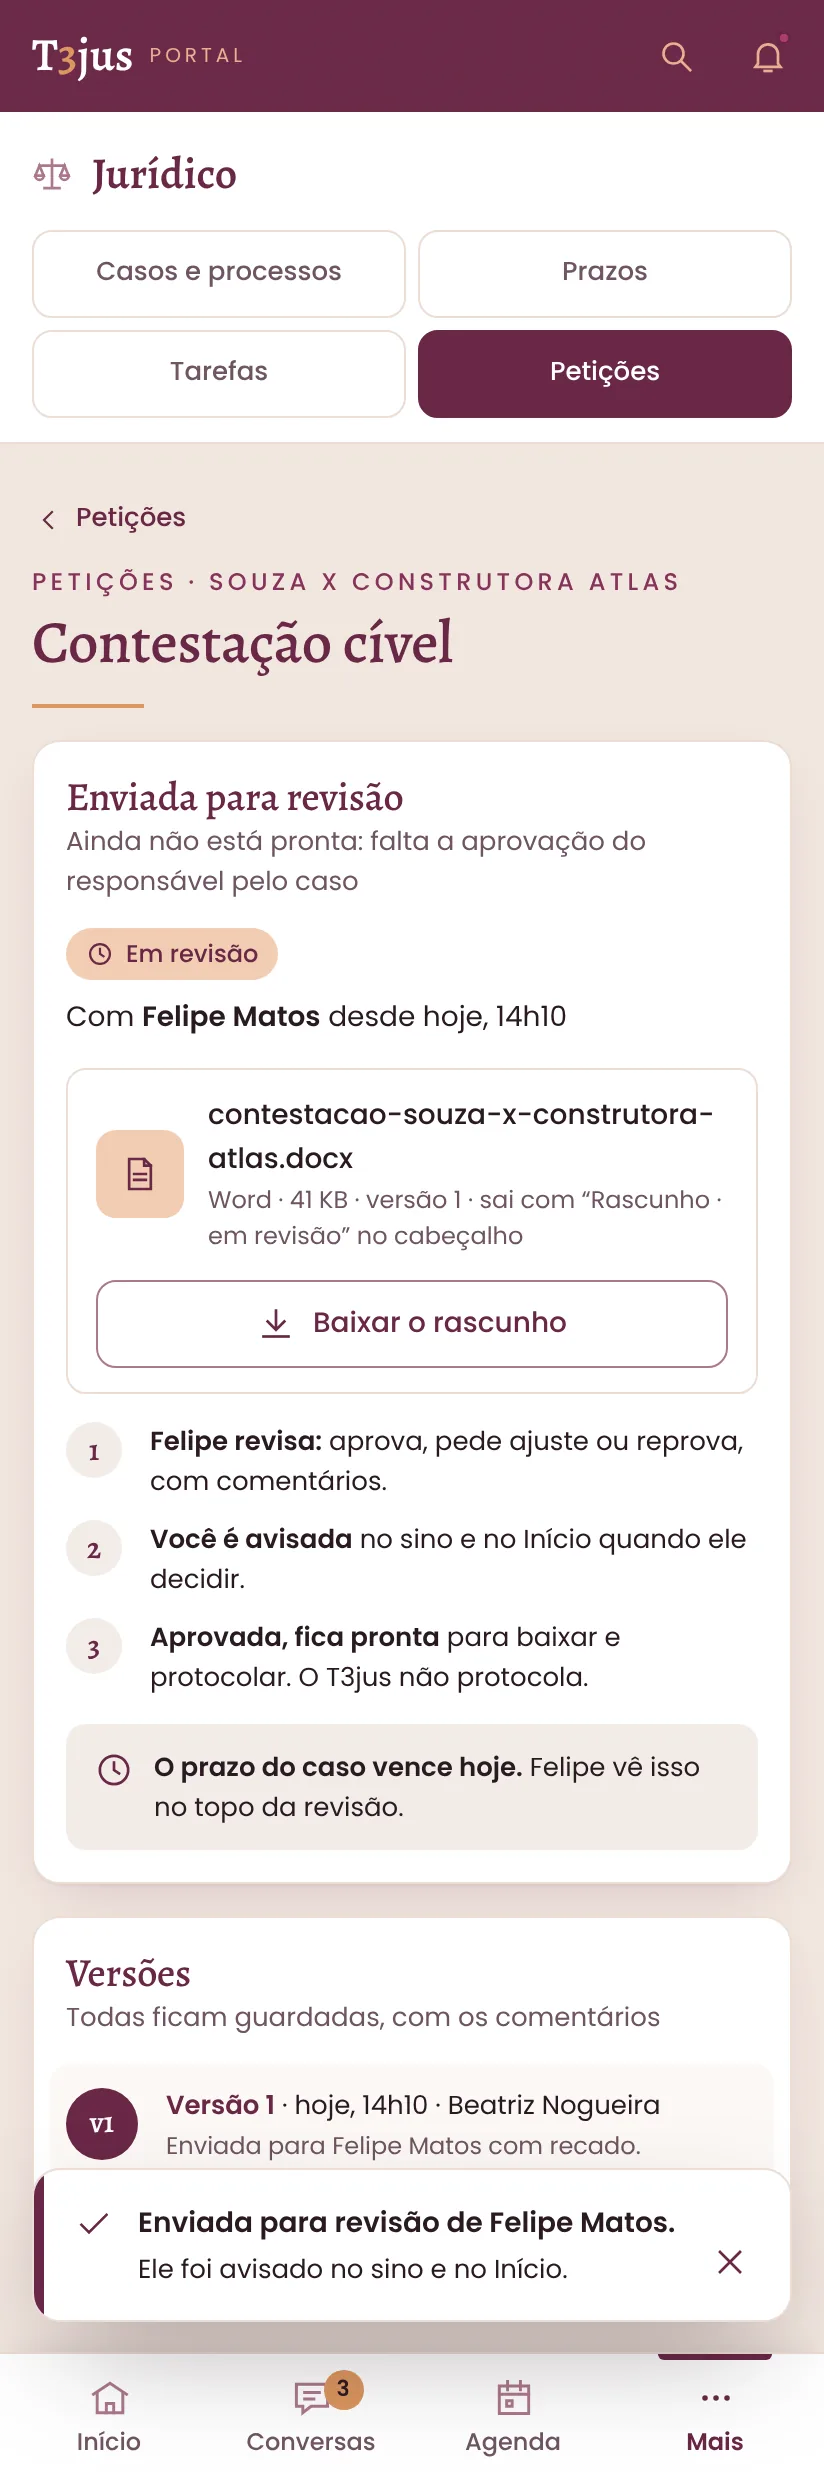 T3jus PORTAL
Jurídico
Casos e processos
Prazos
Tarefas
Petições
Petições
PETIÇÕES · SOUZA X CONSTRUTORA ATLAS
Contestação cível
Enviada para revisão
Ainda não está pronta: falta a aprovação do
responsável pelo caso
Em revisão
Com Felipe Matos desde hoje, 14h10
contestacao-souza-x-construtora-
atlas.docx
Word · 41 KB · versão 1 · sai com “Rascunho ·
em revisão” no cabeçalho
Baixar o rascunho
1
Felipe revisa: aprova, pede ajuste ou reprova,
com comentários.
2
Você é avisada no sino e no Início quando ele
decidir.
3
Aprovada, fica pronta para baixar e
protocolar. O T3jus não protocola.
O prazo do caso vence hoje. Felipe vê isso
no topo da revisão.
Versões
Todas ficam guardadas, com os comentários
v1
Versão 1 · hoje, 14h10 · Beatriz Nogueira
Enviada para Felipe Matos com recado.
Enviada para revisão de Felipe Matos.
Ele foi avisado no sino e no Início.
3
Início
Conversas
Agenda
Mais